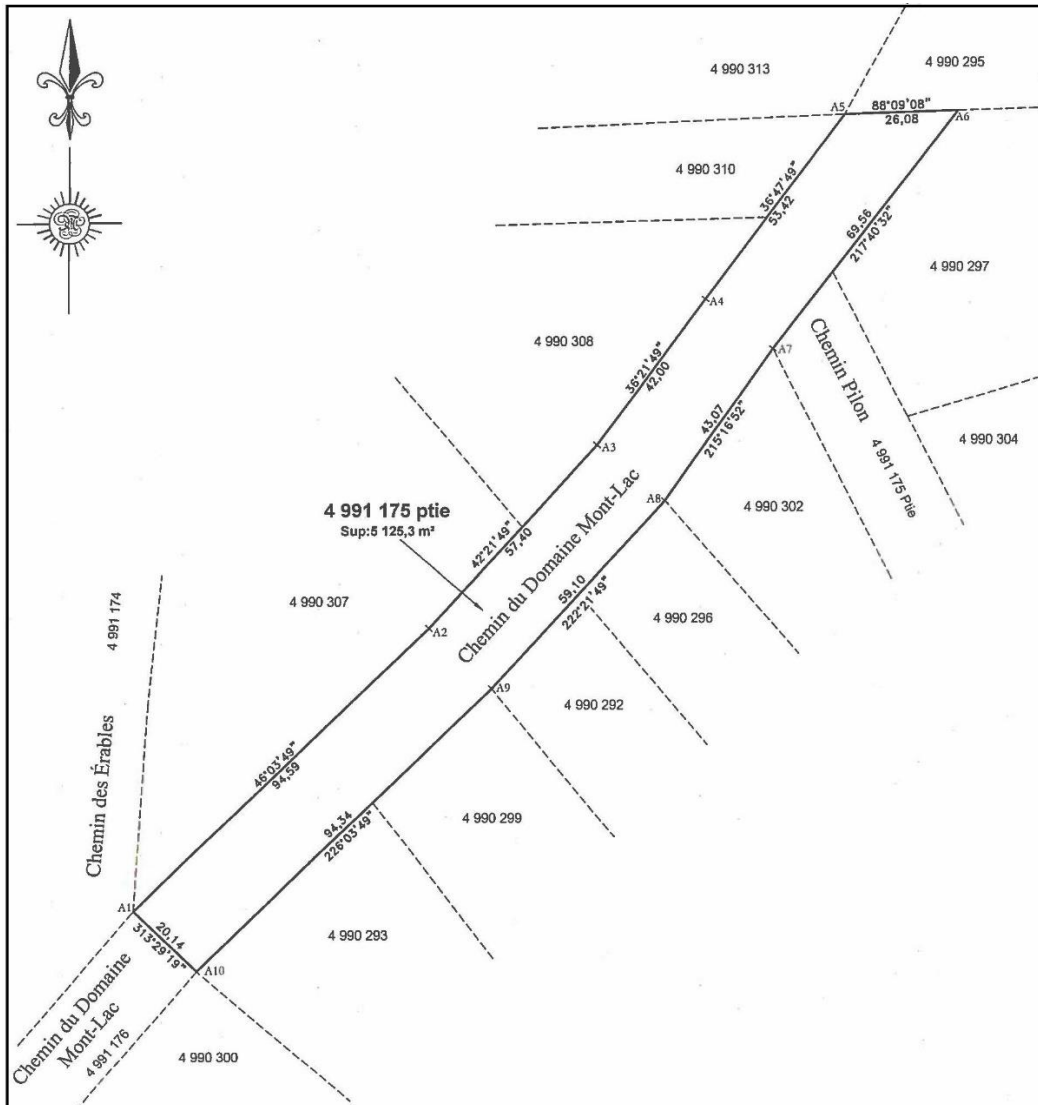 4 990 313
4 990 295
A5
88°09'08"
26,08
A6
4 990 310
36°47'49"
53,42
69,56
217°40'32"
4 990 297
A4
4 990 308
A7
Chemin Pilon
36°21'49"
42,00
43,07
215°16'52"
4 990 304
A3
4 991 175 Ptie
A8
4 990 302
4 991 175 ptie
Sup:5 125,3 m²
42°21'49"
57,40
Chemin du Domaine Mont-Lac
59,10
222°21'49"
4 991 174
4 990 307
A2
4 990 296
A9
4 990 292
Chemin des Érables
46°03'49"
94,59
94,34
226°03'49"
4 990 299
A1
20,14
313°29'19"
A10
4 990 293
Chemin du Domaine
Mont-Lac
4 991 176
4 990 300